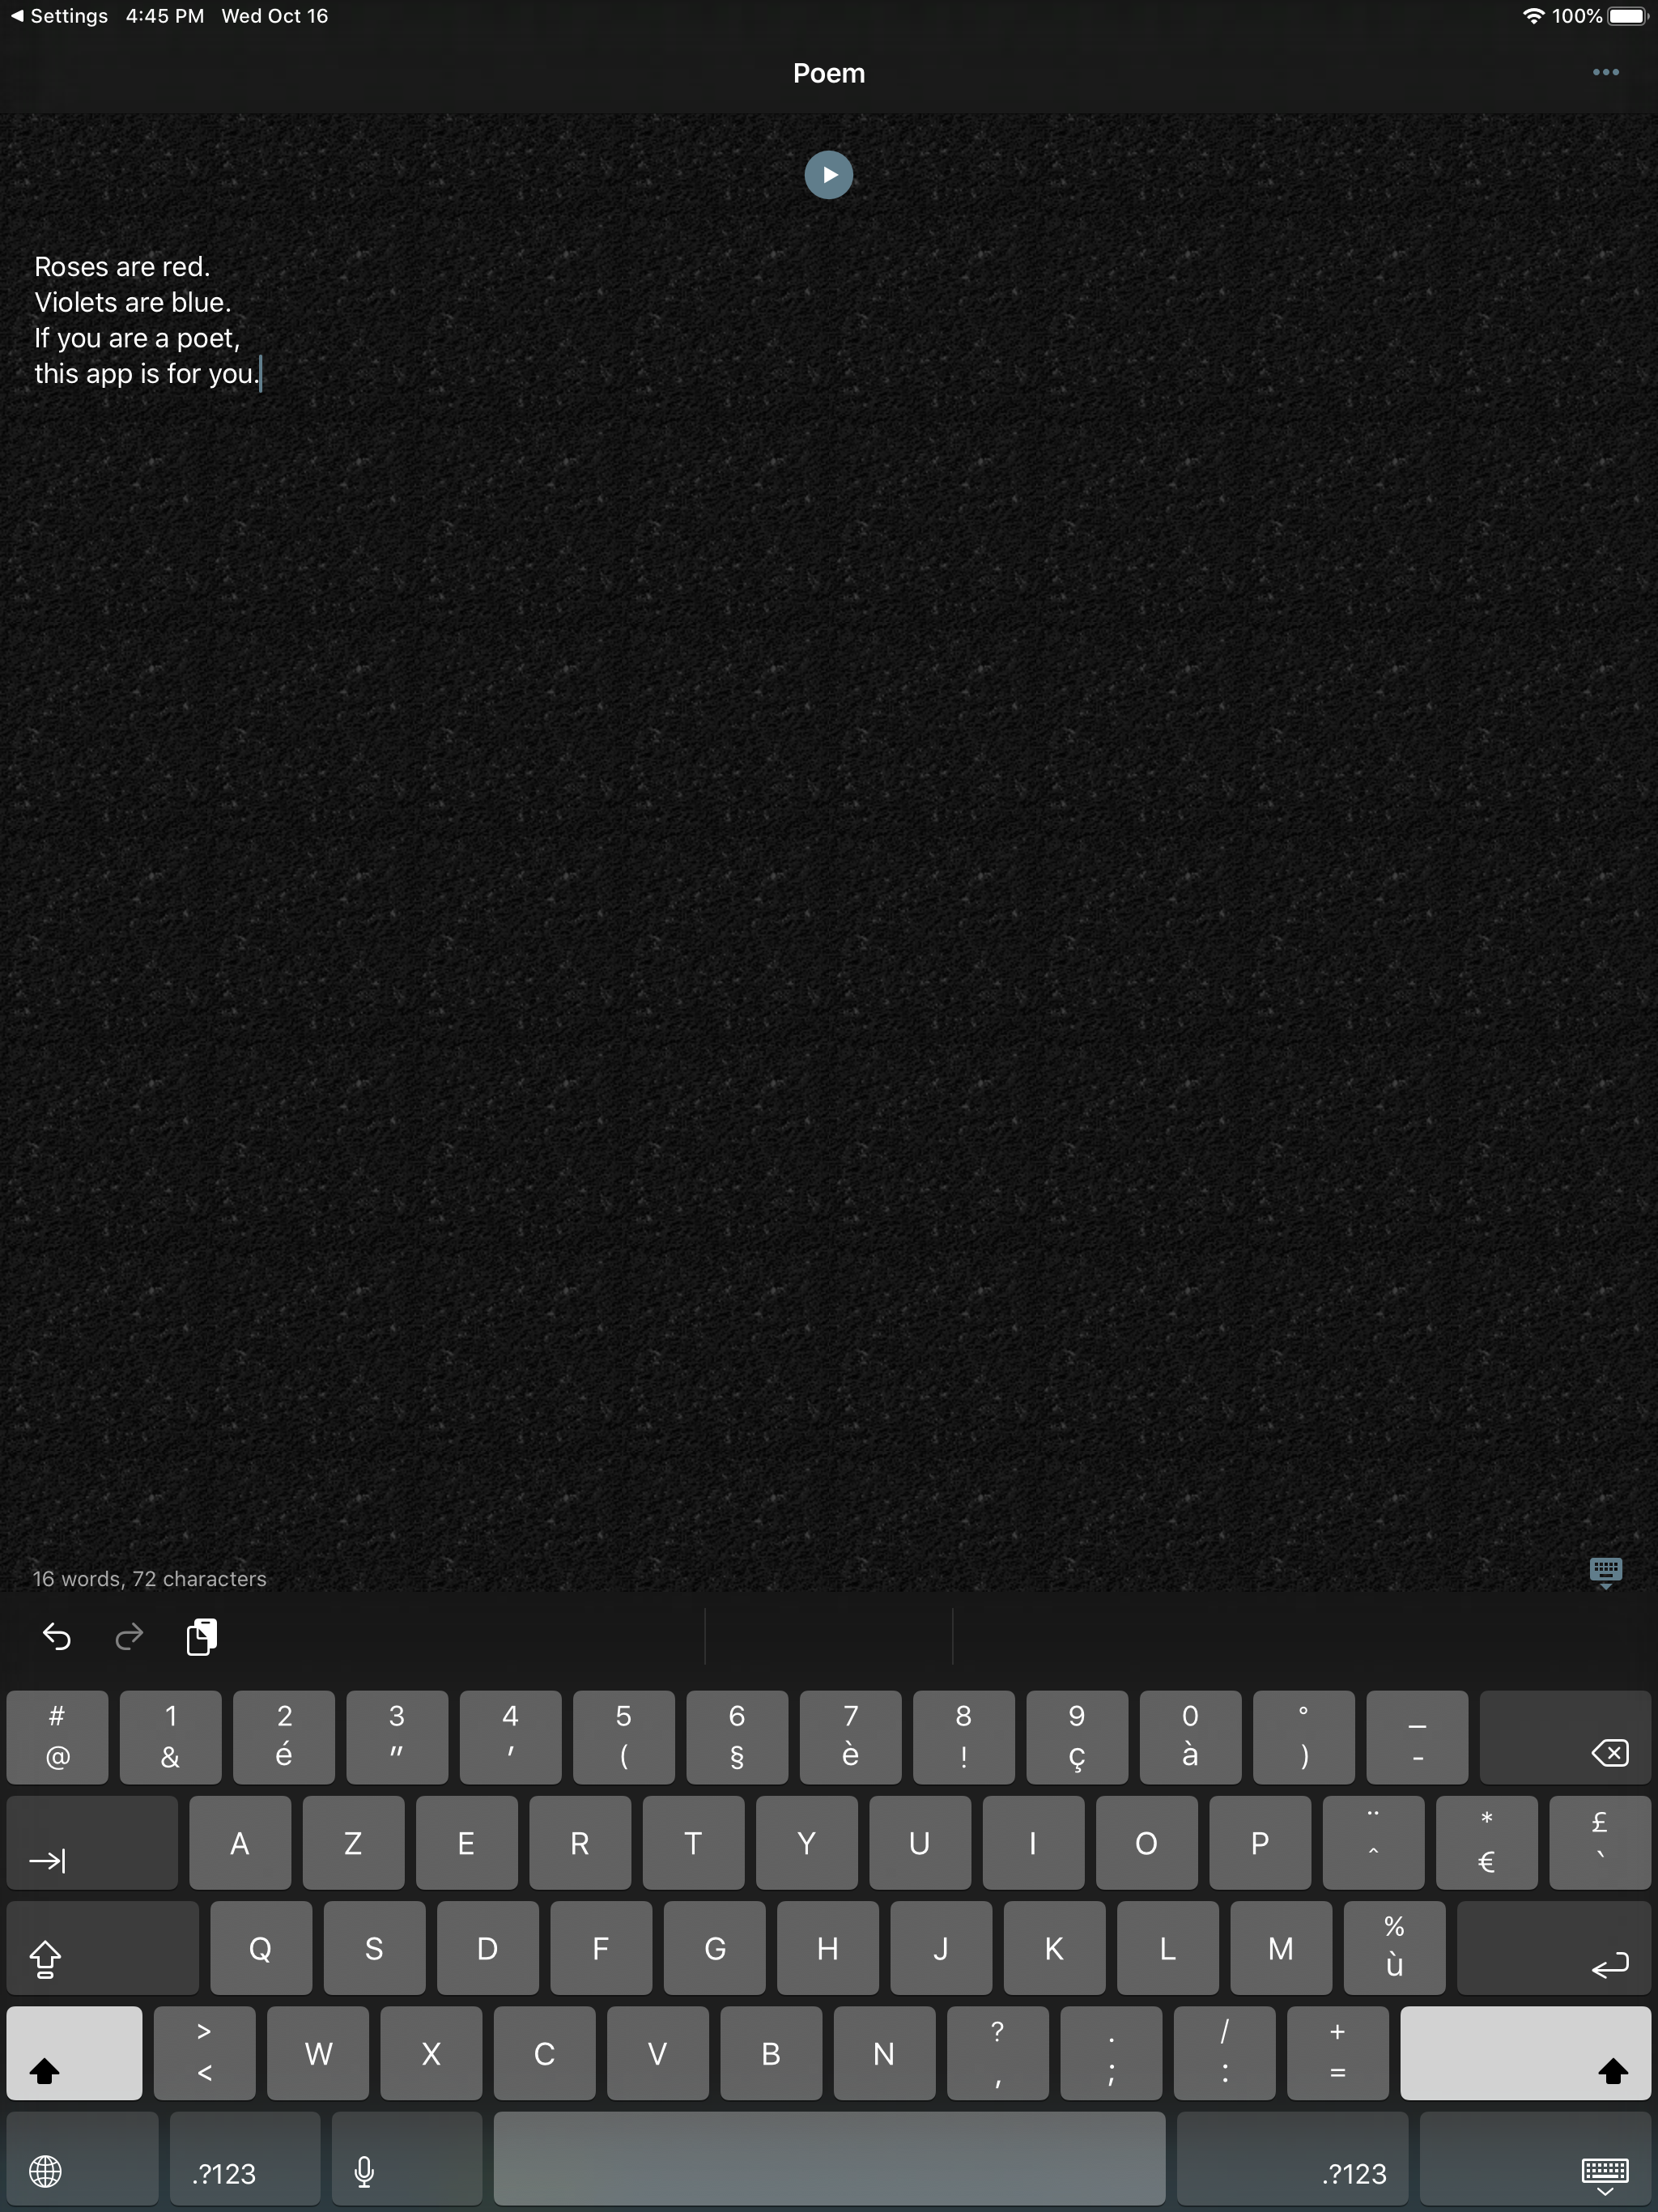 Settings 4:45 PM Wed Oct 16 100%
Poem
Roses are red.
Violets are blue.
If you are a poet,
this app is for you.
16 words, 72 characters
# 1 2 3 4 5 6 7 8 9 0 ° _
@ & é " ' ( § è ! ç à ) -
A Z E R T Y U I O P ¨ * £
^ € `
Q S D F G H J K L M %
ù
> W X C V B N ? . / +
< , ; : =
.?123 .?123